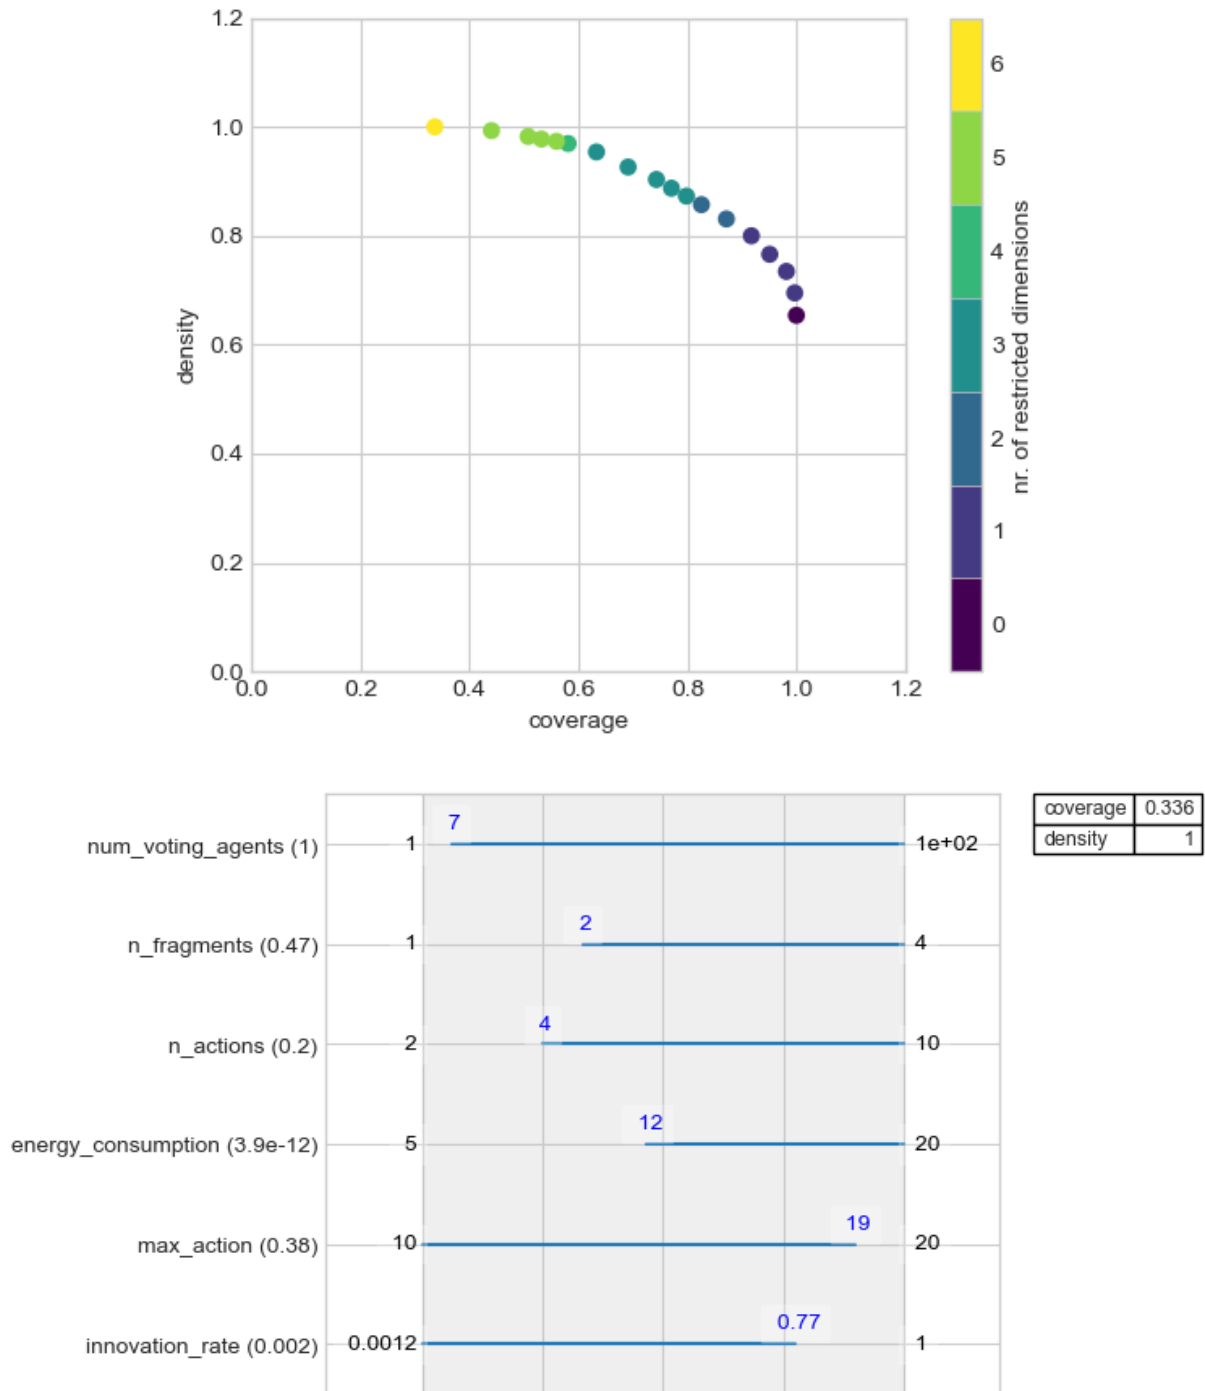 1.2
1.0
0.8
0.6
0.4
0.2
0.0
density
0.0 0.2 0.4 0.6 0.8 1.0 1.2
coverage
6
5
4
3
2
1
0
nr. of restricted dimensions
coverage 0.336
density 1
7
num_voting_agents (1) 1 1e+02
2
n_fragments (0.47) 1 4
4
n_actions (0.2) 2 10
12
energy_consumption (3.9e-12) 5 20
19
max_action (0.38) 10 20
0.77
innovation_rate (0.002) 0.0012 1